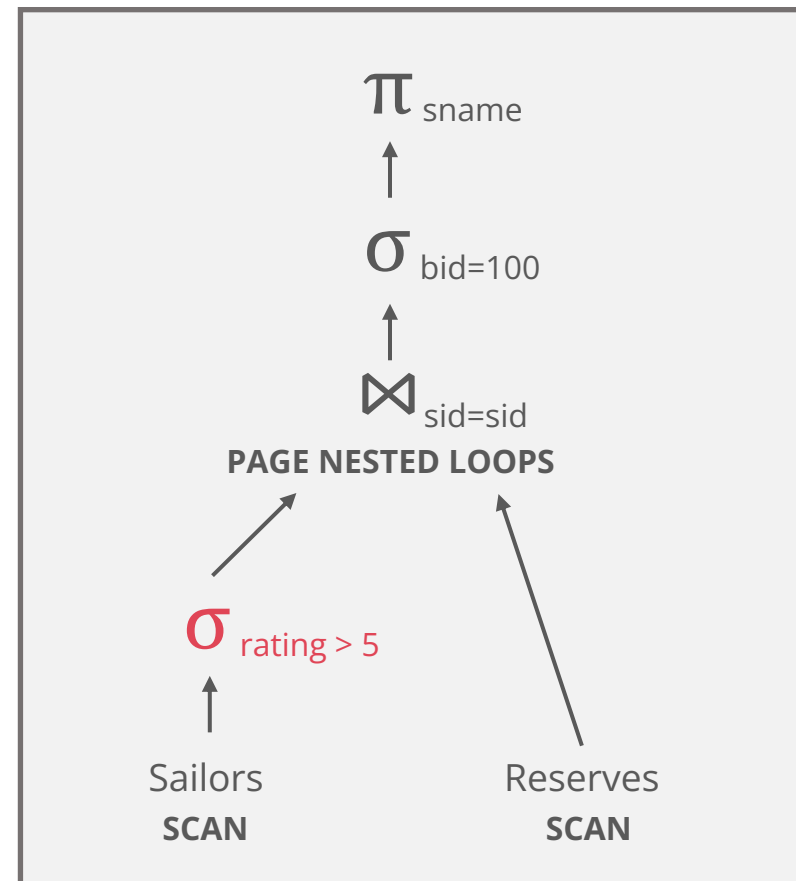 π sname
σ bid=100
⋈ sid=sid
PAGE NESTED LOOPS
σ rating > 5
Sailors
SCAN
Reserves
SCAN